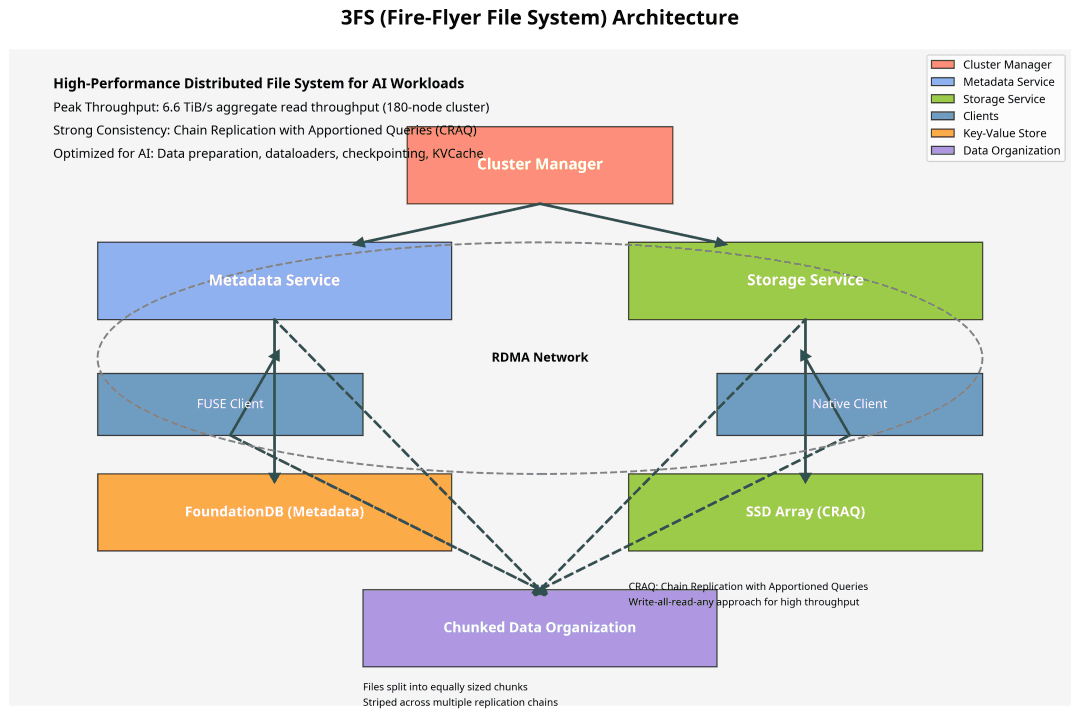 3FS (Fire-Flyer File System) Architecture
High-Performance Distributed File System for AI Workloads
Peak Throughput: 6.6 TiB/s aggregate read throughput (180-node cluster)
Strong Consistency: Chain Replication with Apportioned Queries (CRAQ)
Optimized for AI: Data preparation, dataloaders, checkpointing, KVCache
Cluster Manager
Metadata Service
Storage Service
Clients
Key-Value Store
Data Organization
Cluster Manager
Metadata Service
Storage Service
RDMA Network
FUSE Client
Native Client
FoundationDB (Metadata)
SSD Array (CRAQ)
CRAQ: Chain Replication with Apportioned Queries
Write-all-read-any approach for high throughput
Chunked Data Organization
Files split into equally sized chunks
Striped across multiple replication chains